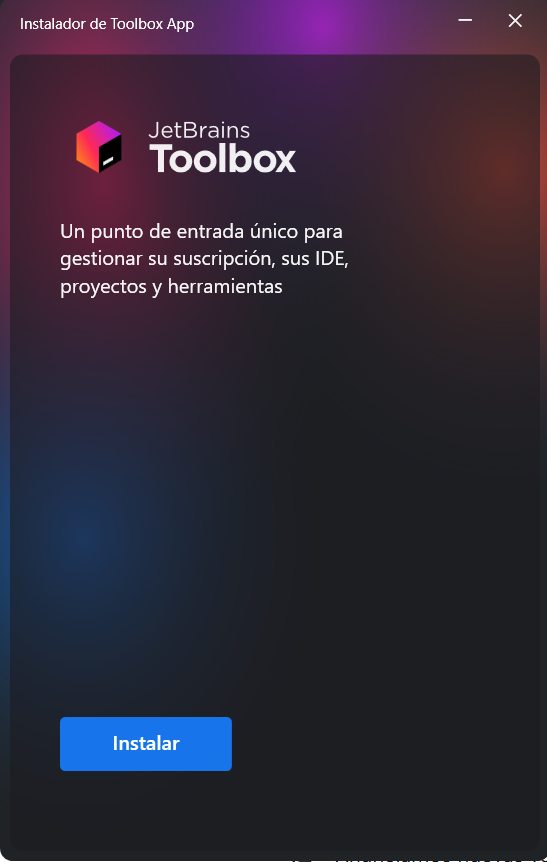 Instalador de Toolbox App
JetBrains
Toolbox
Un punto de entrada único para
gestionar su suscripción, sus IDE,
proyectos y herramientas
Instalar